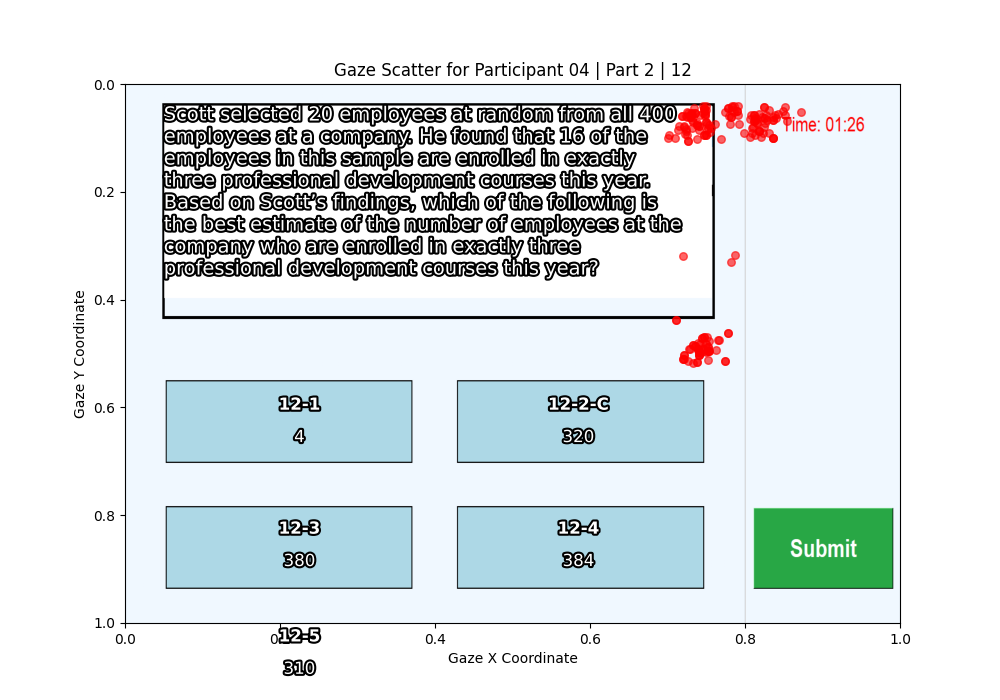 Gaze Scatter for Participant 04 | Part 2 | 12
0.0
0.2
0.4
0.6
0.8
1.0
Gaze Y Coordinate
Scott selected 20 employees at random from all 400
employees at a company. He found that 16 of the
employees in this sample are enrolled in exactly
three professional development courses this year.
Based on Scott’s findings, which of the following is
the best estimate of the number of employees at the
company who are enrolled in exactly three
professional development courses this year?
Time: 01:26
12-1
4
12-2-C
320
12-3
380
12-4
384
Submit
12-5
310
0.0
0.4
0.6
0.8
1.0
Gaze X Coordinate